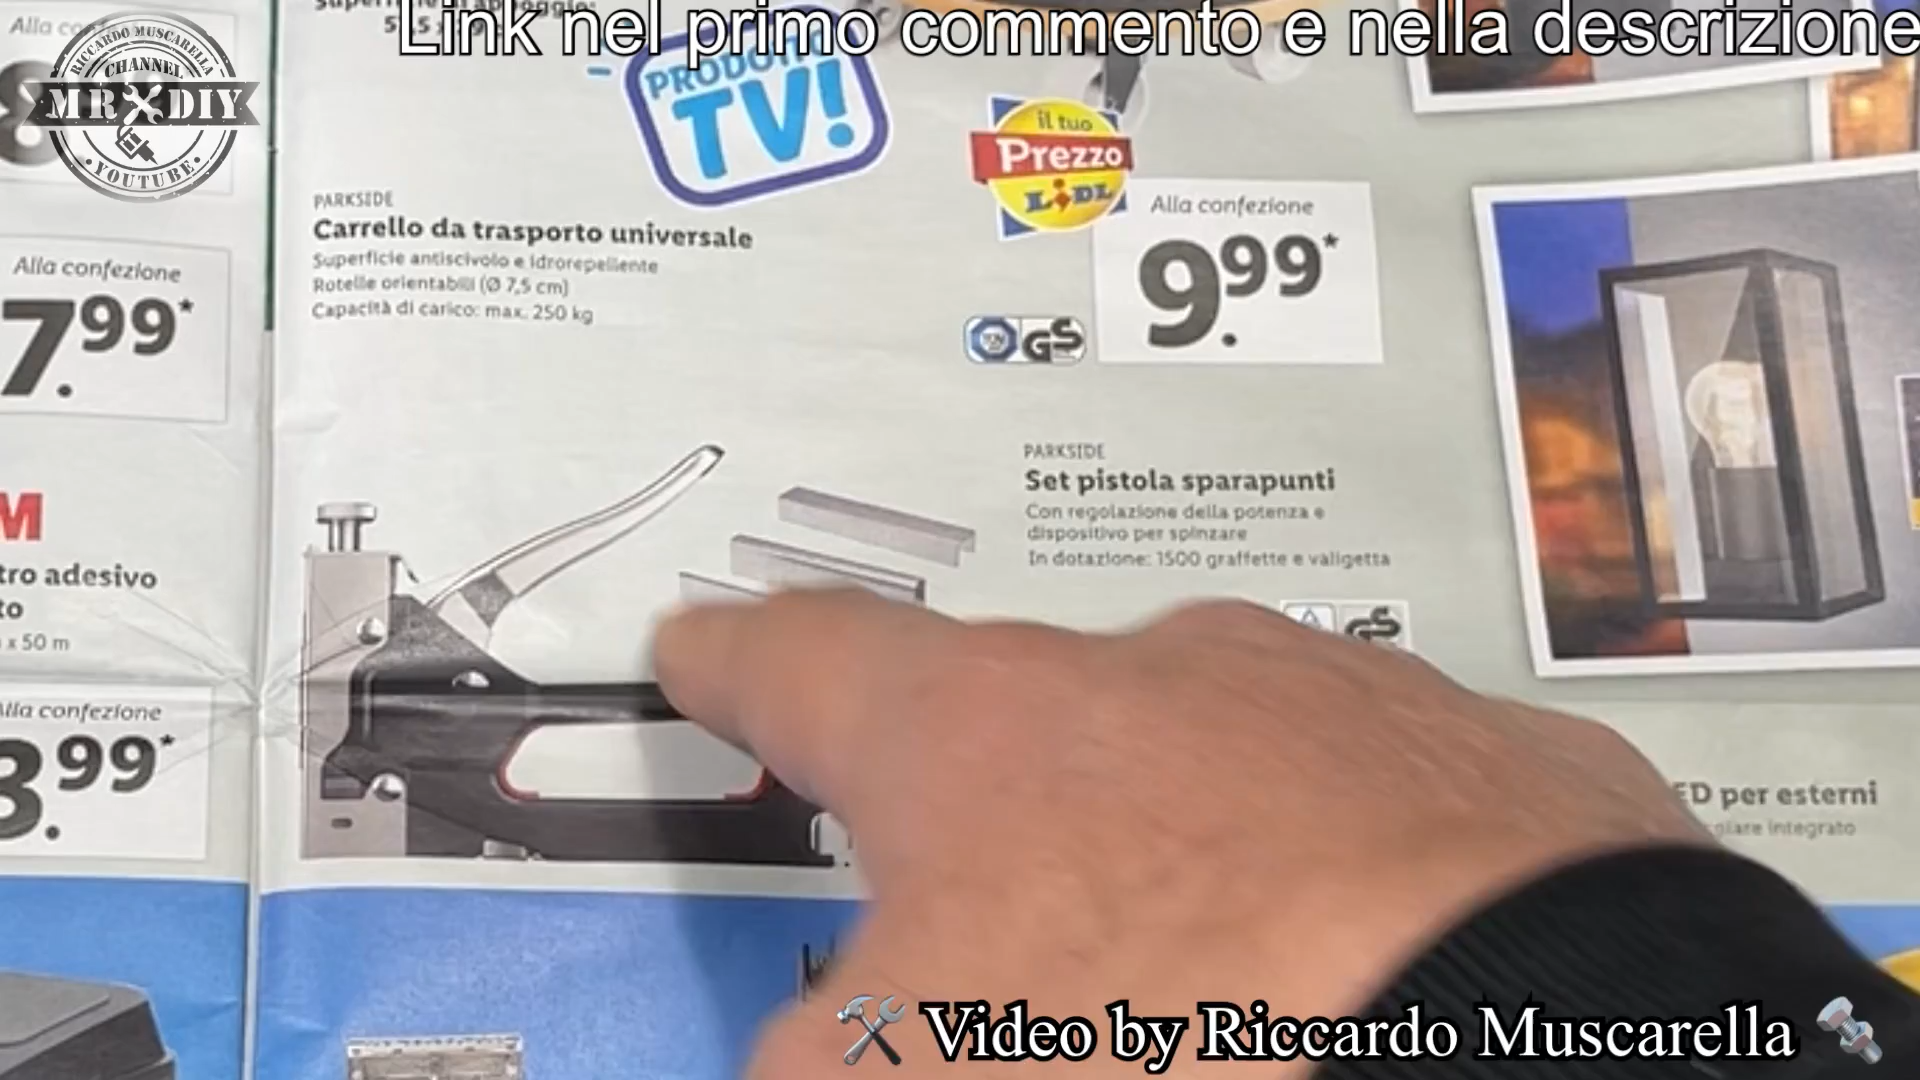 Link nel primo commento e nella descrizione
RICCARDO MUSCARELLA
CHANNEL
MR DIY
YOUTUBE
PRODOTTI
TV!
il tuo
Prezzo
LIDL
PARKSIDE
Carrello da trasporto universale
Superficie antiscivolo e idrorepellente
Rotelle orientabili (Ø 7,5 cm)
Capacità di carico: max. 250 kg
Alla confezione
9.99*
GS
Alla confezione
7.99*
M
tro adesivo
to
x 50 m
Alla confezione
3.99*
PARKSIDE
Set pistola sparapunti
Con regolazione della potenza e
dispositivo per spinzare
In dotazione: 1500 graffette e valigetta
GS
ED per esterni
colare integrato
Video by Riccardo Muscarella